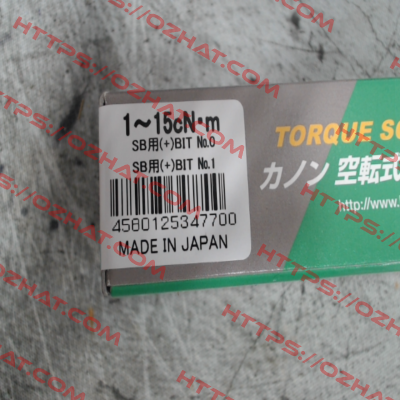 1～15cN・m
SB用(+)BIT №.0
SB用(+)BIT №.1
4580125347700
MADE IN JAPAN
TORQUE
カノン 空転式
http://www.
HTTPS://OZHAT.COM